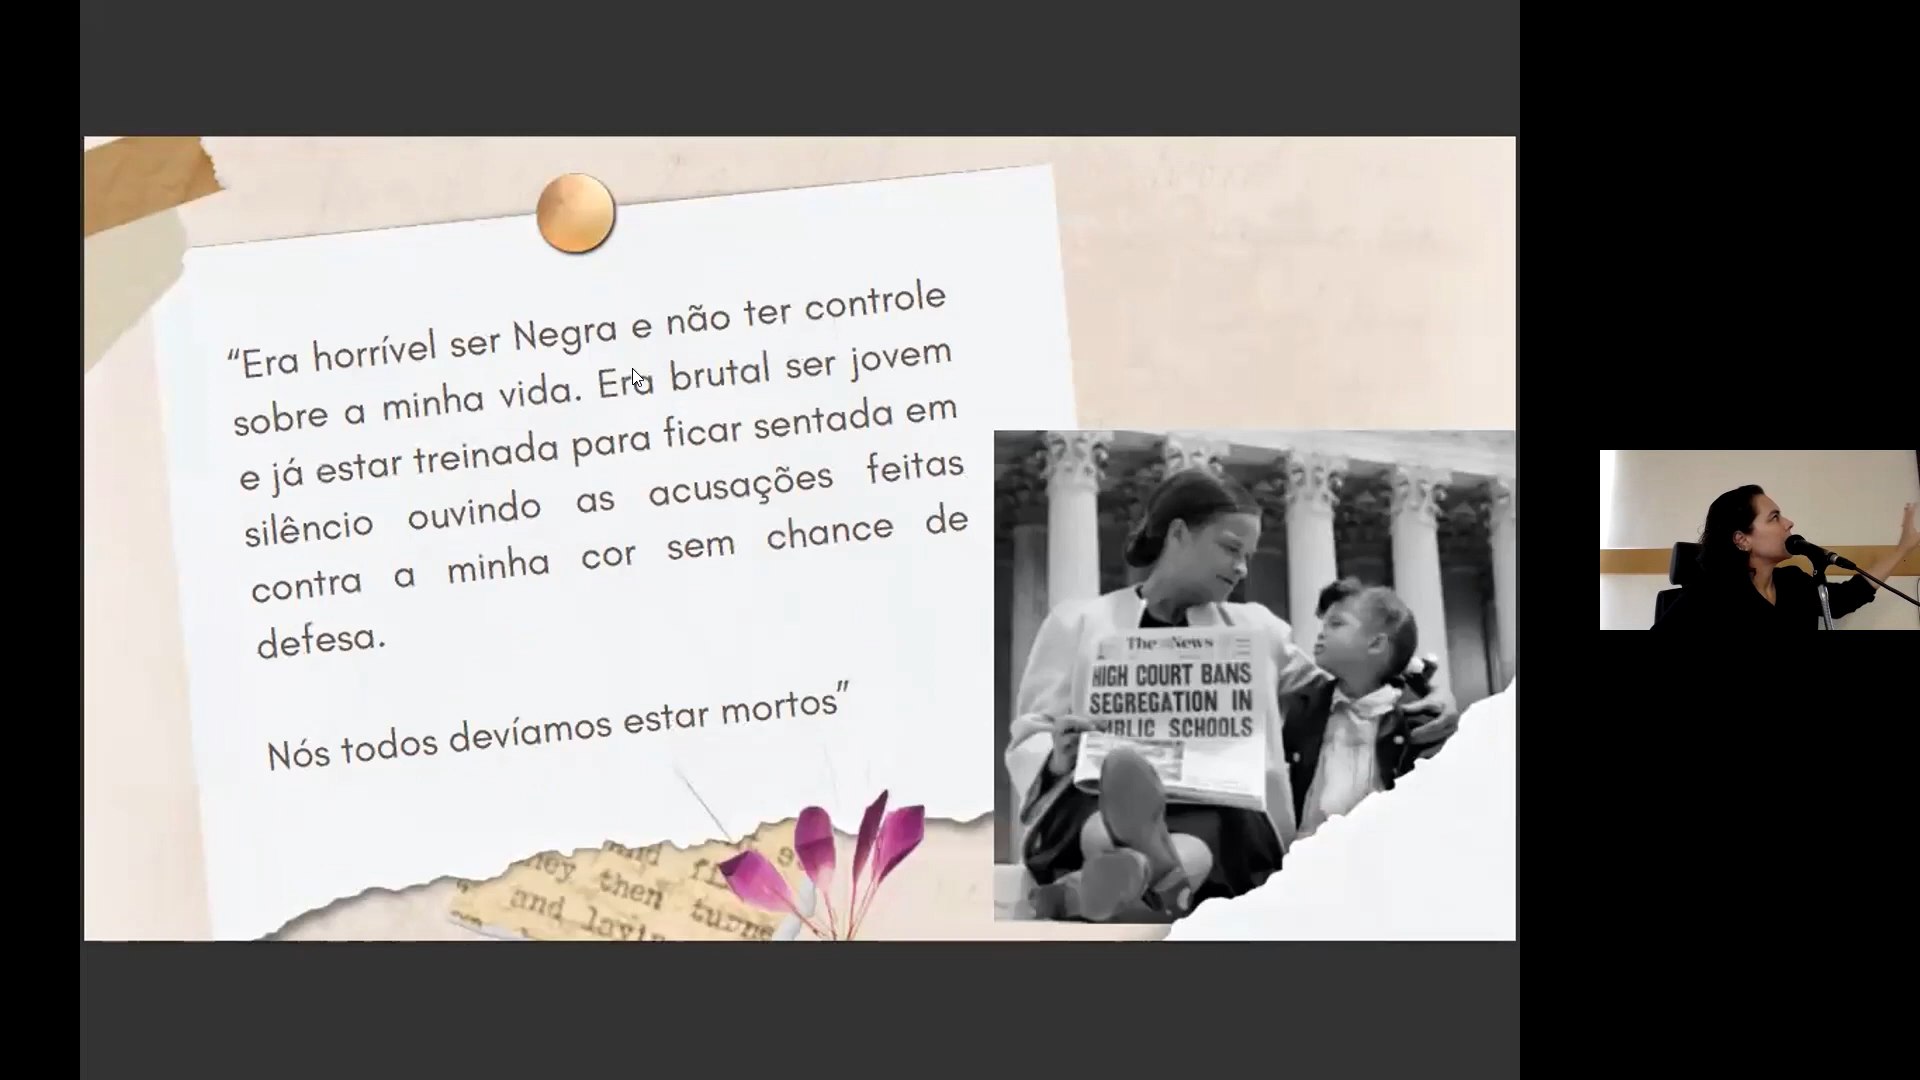 “Era horrível ser Negra e não ter controle
sobre a minha vida. Era brutal ser jovem
e já estar treinada para ficar sentada em
silêncio ouvindo as acusações feitas
contra a minha cor sem chance de
defesa.
Nós todos devíamos estar mortos”
The News
HIGH COURT BANS
SEGREGATION IN
PUBLIC SCHOOLS
then
and